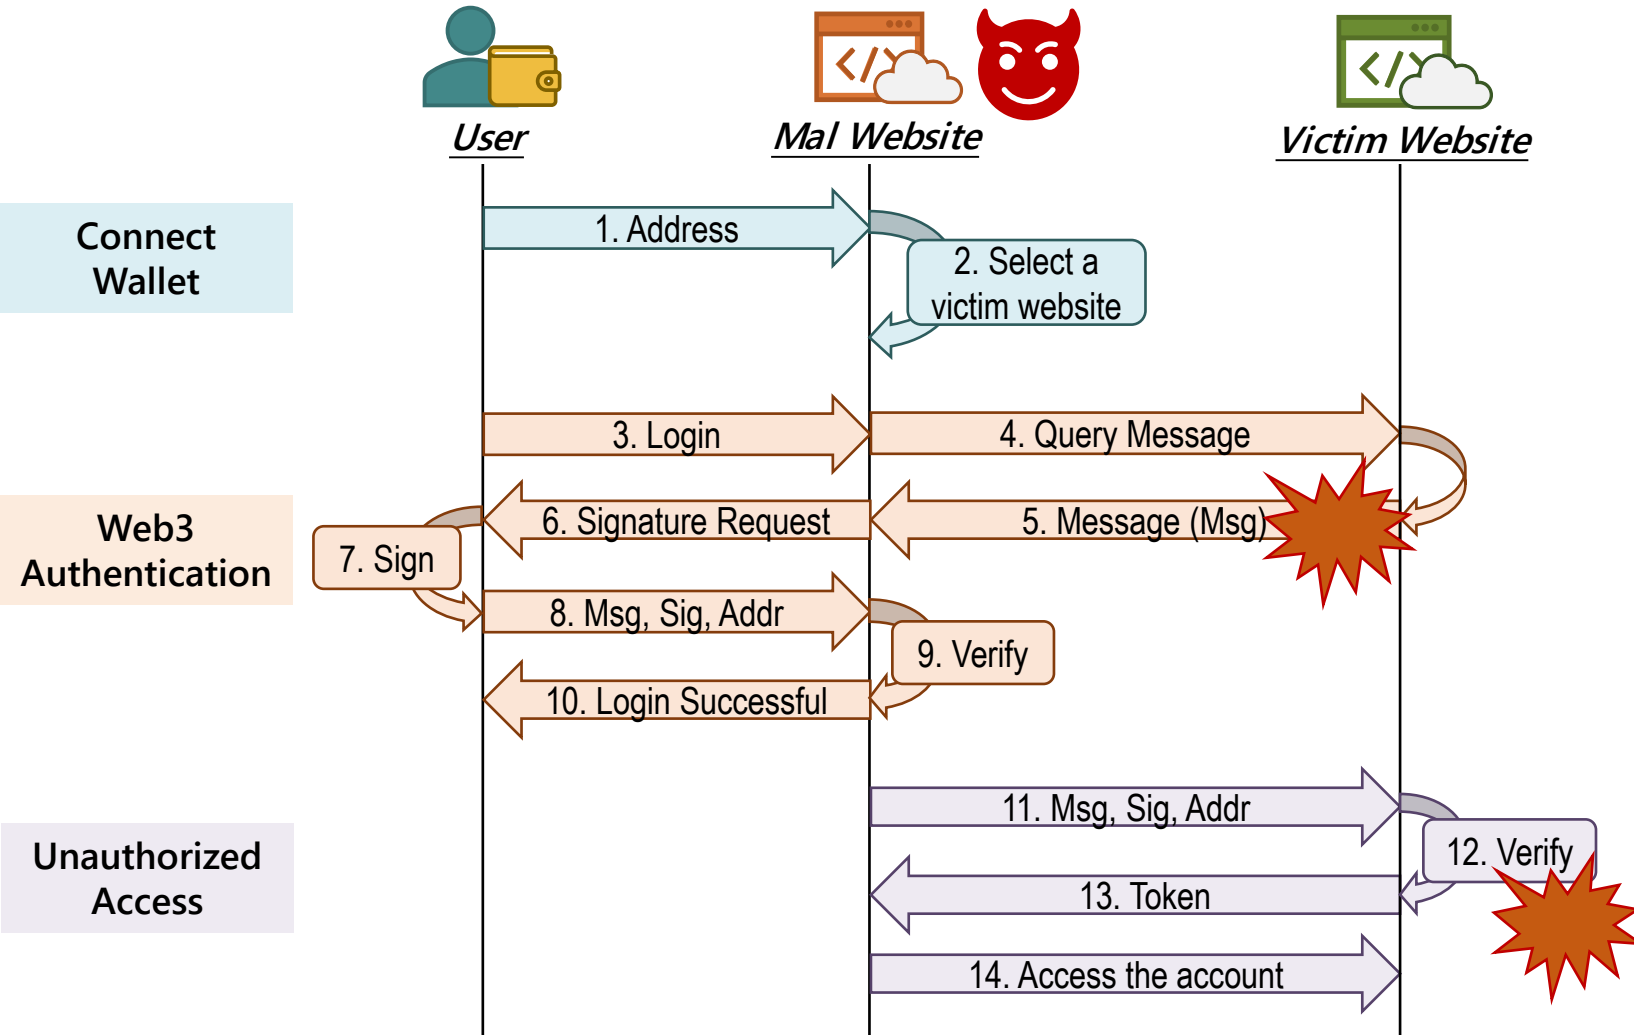 </>
</>
User
Mal Website
Victim Website
Connect
Wallet
1. Address
2. Select a
victim website
3. Login
4. Query Message
Web3
Authentication
6. Signature Request
5. Message (Msg)
7. Sign
8. Msg, Sig, Addr
9. Verify
10. Login Successful
Unauthorized
Access
11. Msg, Sig, Addr
12. Verify
13. Token
14. Access the account